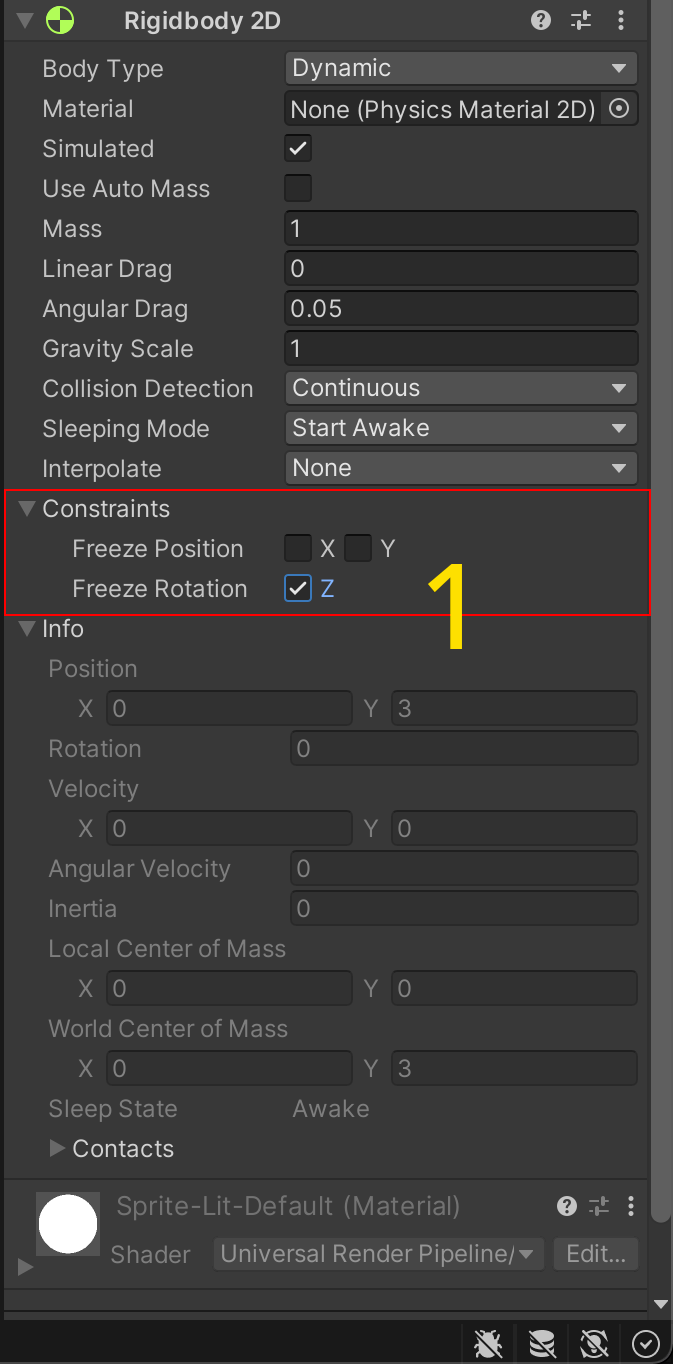 Rigidbody 2D
Body Type Dynamic
Material None (Physics Material 2D)
Simulated
Use Auto Mass
Mass 1
Linear Drag 0
Angular Drag 0.05
Gravity Scale 1
Collision Detection Continuous
Sleeping Mode Start Awake
Interpolate None
Constraints
Freeze Position X Y
Freeze Rotation Z
1
Info
Position
X 0 Y 3
Rotation 0
Velocity
X 0 Y 0
Angular Velocity 0
Inertia 0
Local Center of Mass
X 0 Y 0
World Center of Mass
X 0 Y 3
Sleep State Awake
Contacts
Sprite-Lit-Default (Material)
Shader Universal Render Pipeline/ Edit...